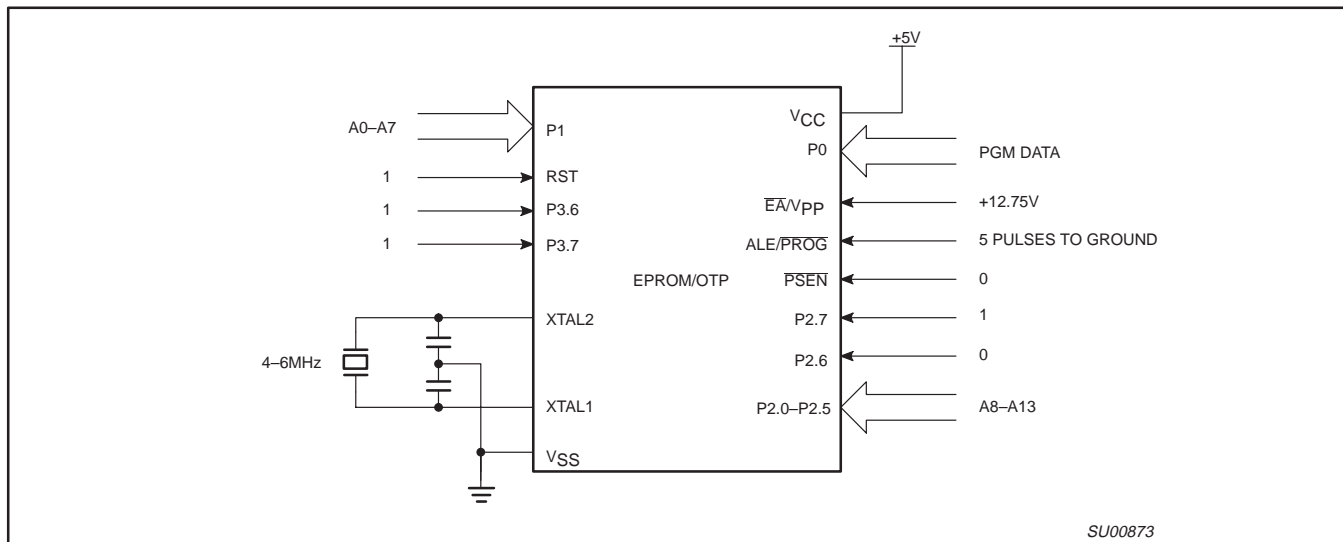 +5V
A0–A7
P1
VCC
P0
PGM DATA
1
RST
1
P3.6
EA/VPP
+12.75V
1
P3.7
ALE/PROG
5 PULSES TO GROUND
EPROM/OTP
PSEN
0
XTAL2
P2.7
1
4–6MHz
P2.6
0
XTAL1
P2.0–P2.5
A8–A13
VSS
SU00873